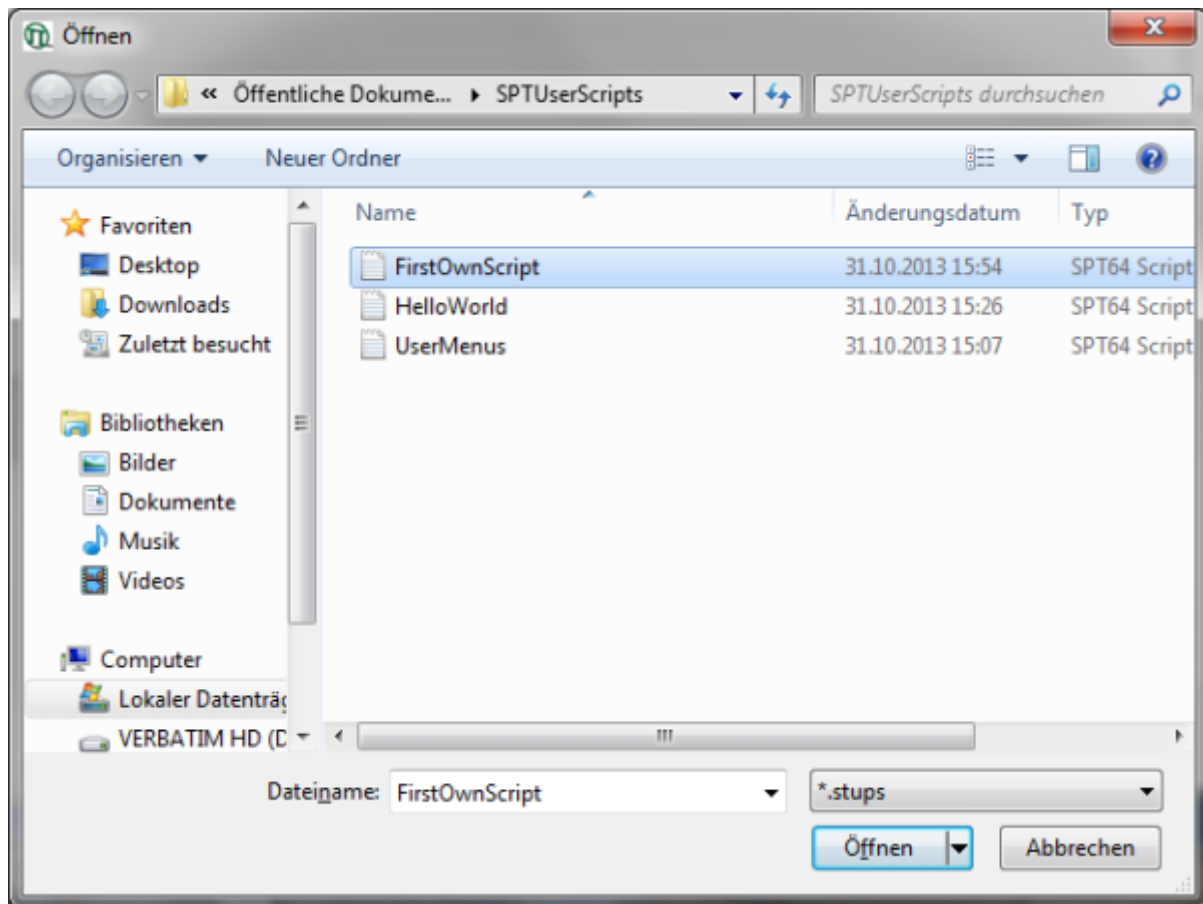 Öffnen
« Öffentliche Dokume... ▸ SPTUserScripts SPTUserScripts durchsuchen
Organisieren Neuer Ordner
Name Änderungsdatum Typ
Favoriten
Desktop
Downloads
Zuletzt besucht
Bibliotheken
Bilder
Dokumente
Musik
Videos
Computer
Lokaler Datenträg
VERBATIM HD (D
FirstOwnScript 31.10.2013 15:54 SPT64 Script
HelloWorld 31.10.2013 15:26 SPT64 Script
UserMenus 31.10.2013 15:07 SPT64 Script
Dateiname: FirstOwnScript *.stups
Öffnen Abbrechen